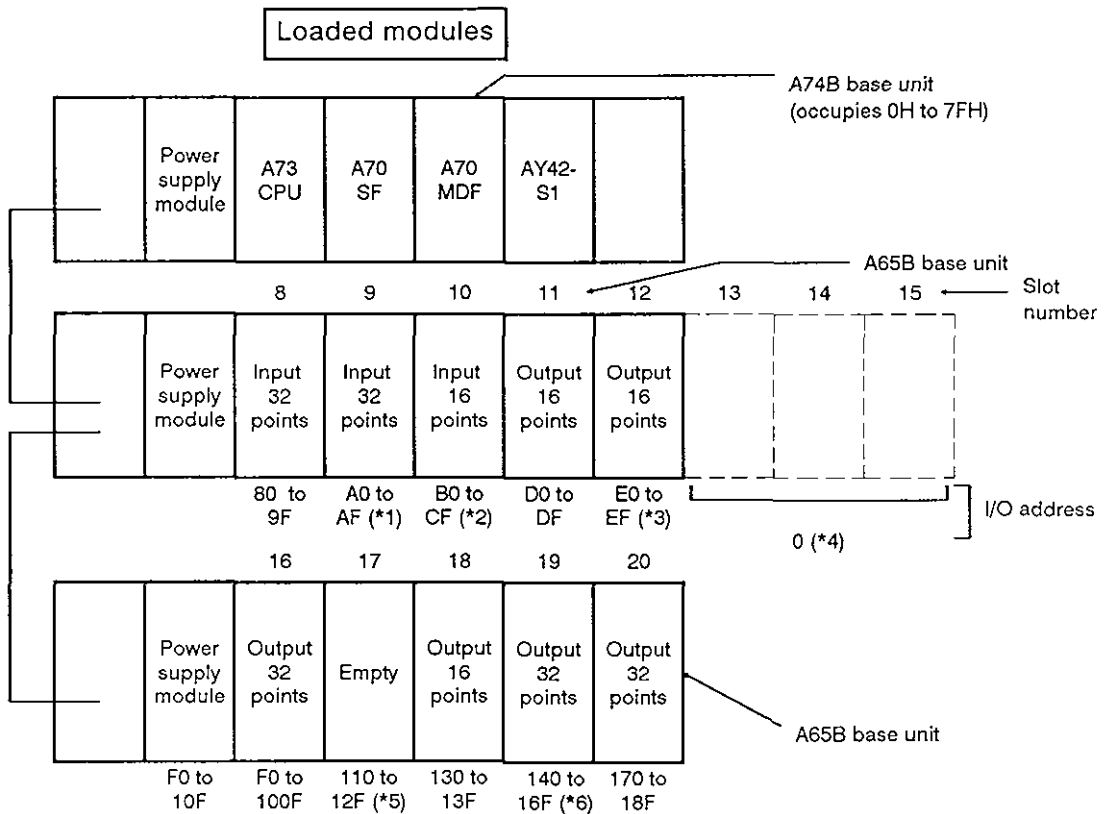 Loaded modules
A74B base unit
(occupies 0H to 7FH)
Power
supply
module
A73
CPU
A70
SF
A70
MDF
AY42-
S1
A65B base unit
8 9 10 11 12 13 14 15
Slot
number
Power
supply
module
Input
32
points
Input
32
points
Input
16
points
Output
16
points
Output
16
points
80 to
9F
A0 to
AF (*1)
B0 to
CF (*2)
D0 to
DF
E0 to
EF (*3)
0 (*4)
I/O address
16 17 18 19 20
Power
supply
module
Output
32
points
Empty
Output
16
points
Output
32
points
Output
32
points
A65B base unit
F0 to
10F
F0 to
100F
110 to
12F (*5)
130 to
13F
140 to
16F (*6)
170 to
18F